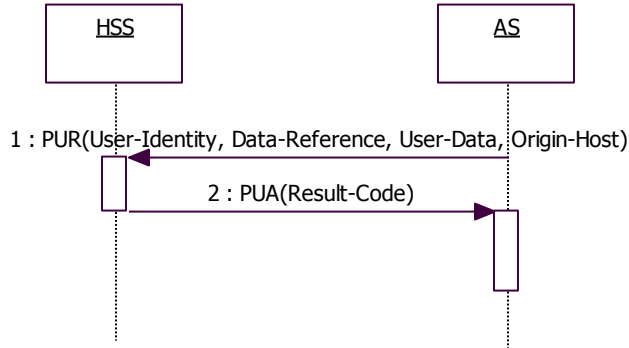 HSS
AS
1 : PUR(User-Identity, Data-Reference, User-Data, Origin-Host)
2 : PUA(Result-Code)